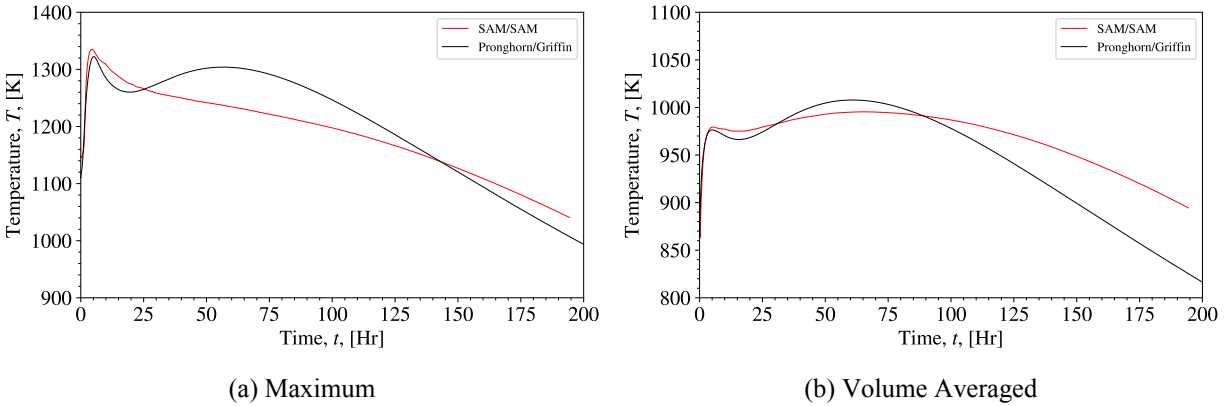 1400
1300
1200
1100
1000
900
Temperature, T, [K]
SAM/SAM
Pronghorn/Griffin
0 25 50 75 100 125 150 175 200
Time, t, [Hr]
(a) Maximum
1100
1050
1000
950
900
850
800
Temperature, T, [K]
SAM/SAM
Pronghorn/Griffin
0 25 50 75 100 125 150 175 200
Time, t, [Hr]
(b) Volume Averaged